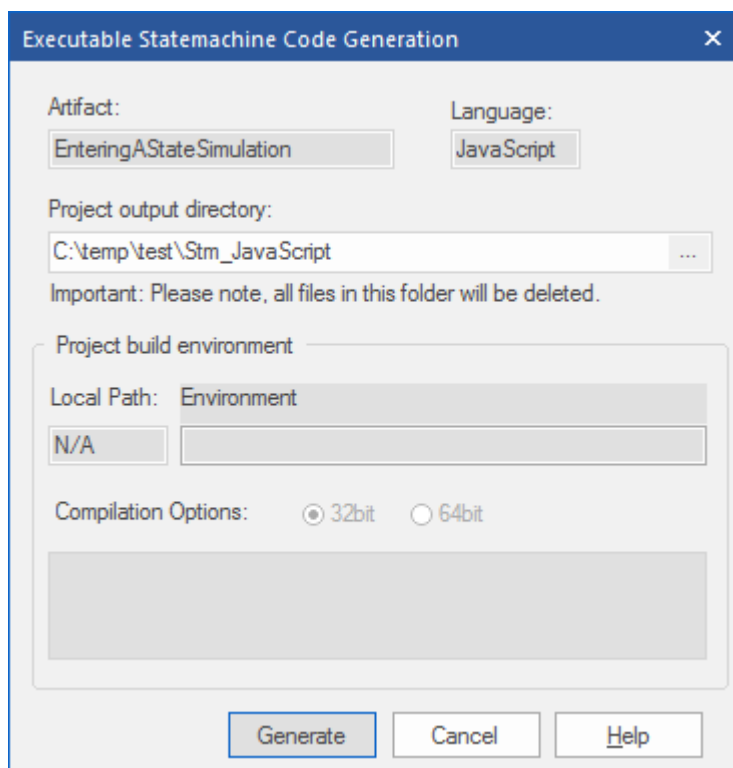 Executable Statemachine Code Generation
Artifact:
Language:
EnteringAStateSimulation
JavaScript
Project output directory:
C:\temp\test\Stm_JavaScript
...
Important: Please note, all files in this folder will be deleted.
Project build environment
Local Path:
Environment
N/A
Compilation Options:
32bit
64bit
Generate
Cancel
Help